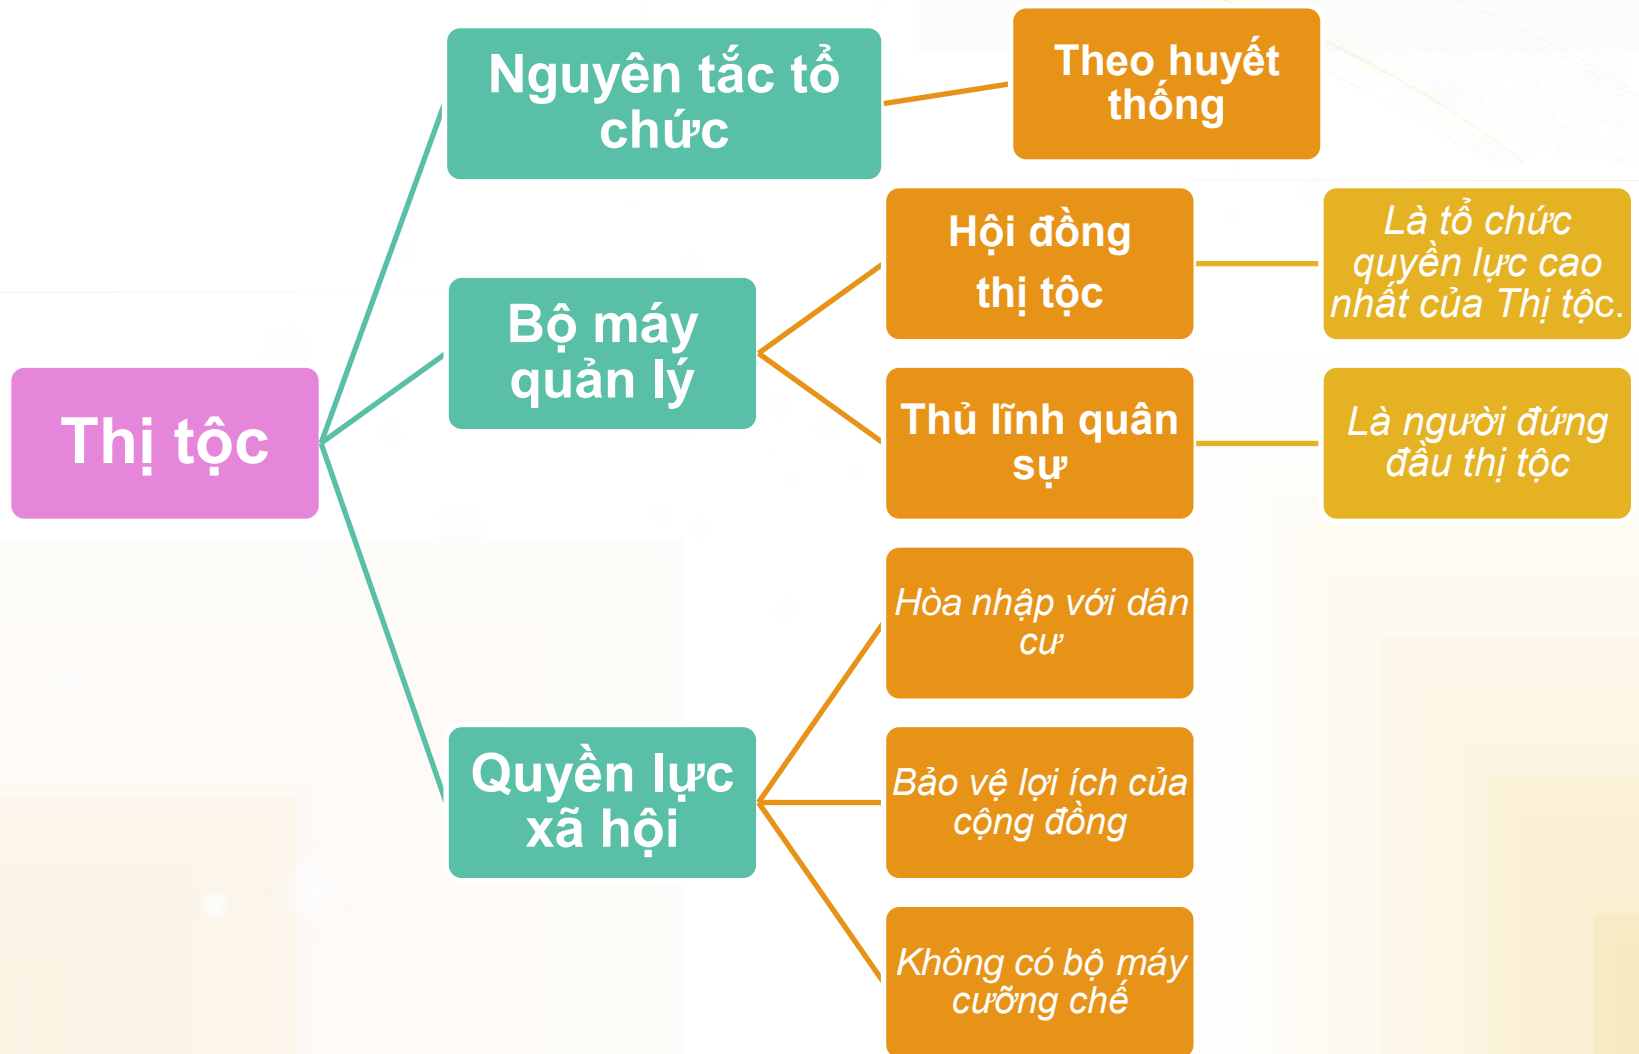 Nguyên tắc tổ
chức
Theo huyết
thống
Hội đồng
thị tộc
Là tổ chức
quyền lực cao
nhất của Thị tộc.
Bộ máy
quản lý
Thị tộc
Thủ lĩnh quân
sự
Là người đứng
đầu thị tộc
Hòa nhập với dân
cư
Quyền lực
xã hội
Bảo vệ lợi ích của
cộng đồng
Không có bộ máy
cưỡng chế